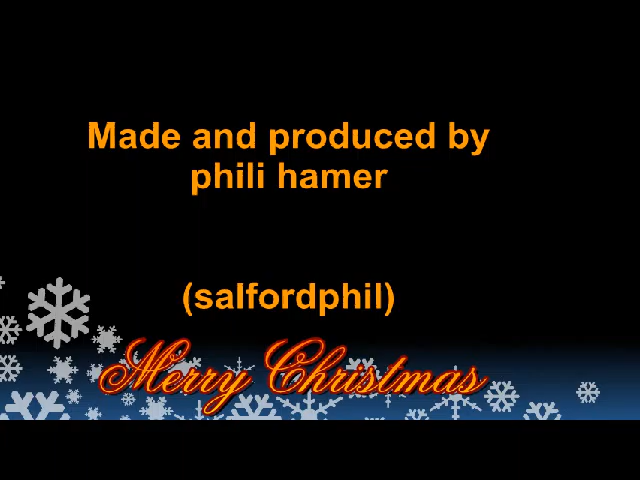 Made and produced by
phili hamer
(salfordphil)
Merry Christmas